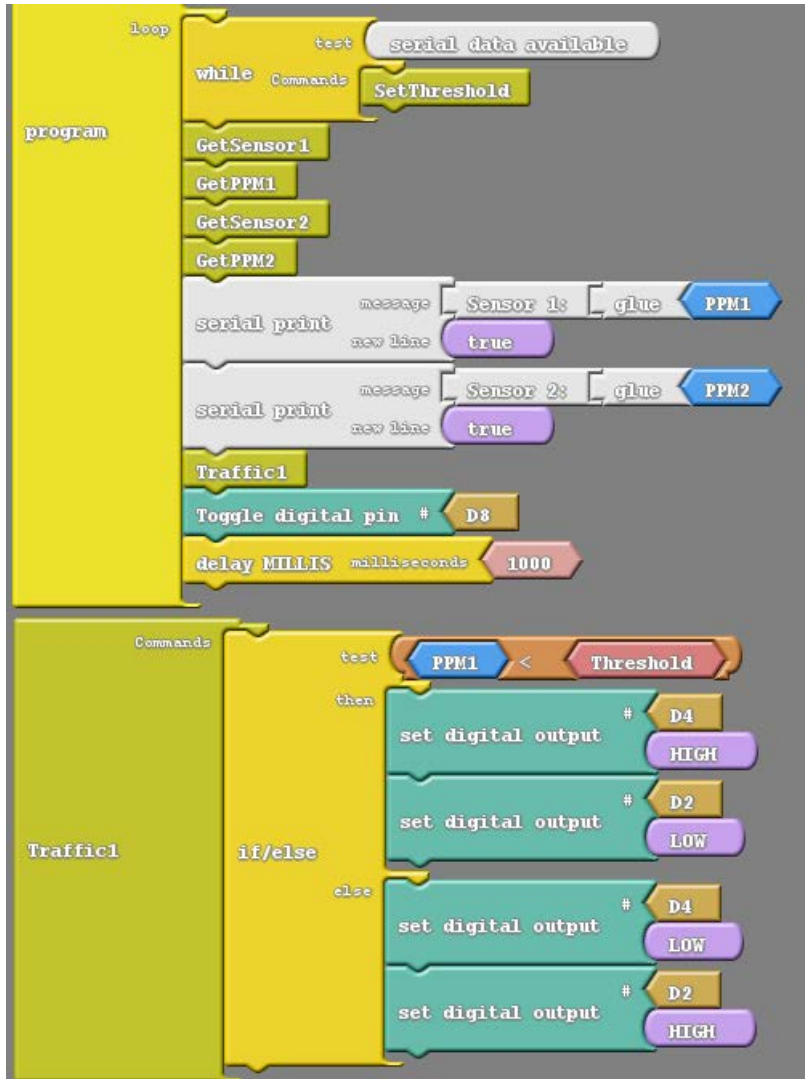 loop
test serial data available
while Commands SetThreshold
program
GetSensor1
GetPPM1
GetSensor2
GetPPM2
serial print message Sensor 1: glue PPM1
new line true
serial print message Sensor 2: glue PPM2
new line true
Traffic1
Toggle digital pin # D8
delay MILLIS milliseconds 1000
Commands
test PPM1 < Threshold
then
set digital output # D4
HIGH
set digital output # D2
LOW
Traffic1 if/else
else
set digital output # D4
LOW
set digital output # D2
HIGH